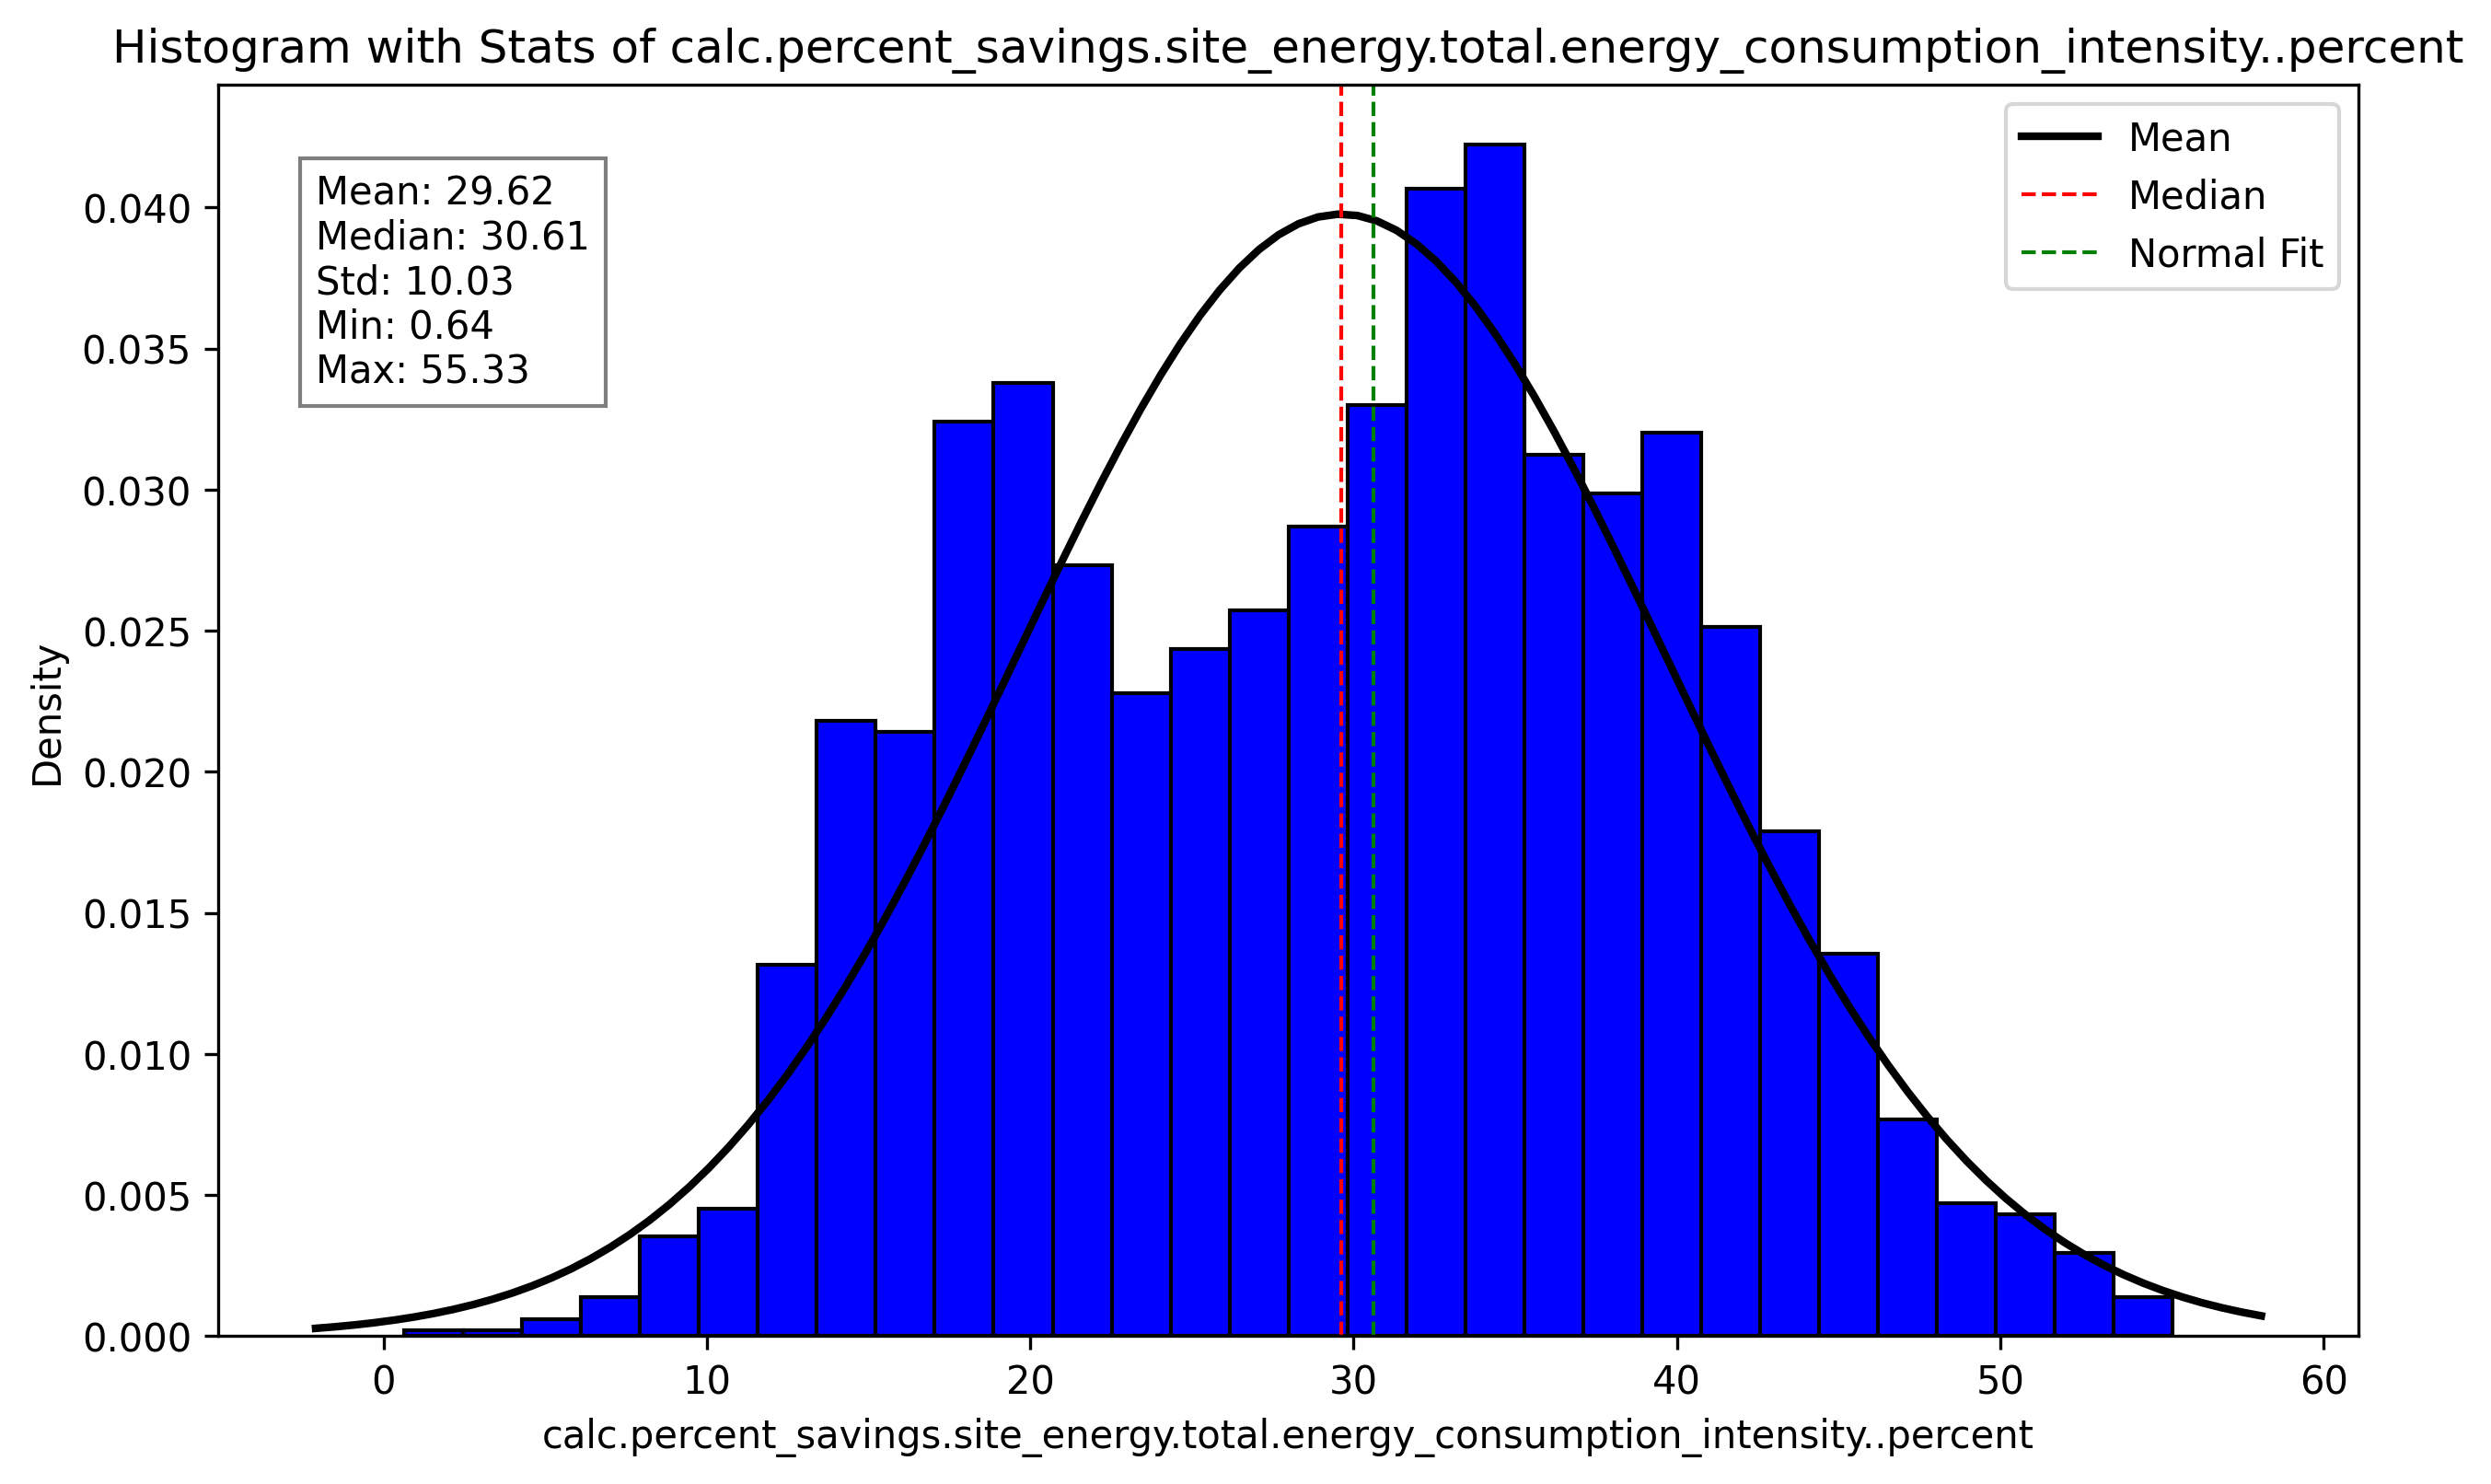 Histogram with Stats of calc.percent_savings.site_energy.total.energy_consumption_intensity..percent
Mean: 29.62
Median: 30.61
Std: 10.03
Min: 0.64
Max: 55.33
Mean
Median
Normal Fit
0.040
0.035
0.030
0.025
0.020
0.015
0.010
0.005
0.000
Density
0 10 20 30 40 50 60
calc.percent_savings.site_energy.total.energy_consumption_intensity..percent